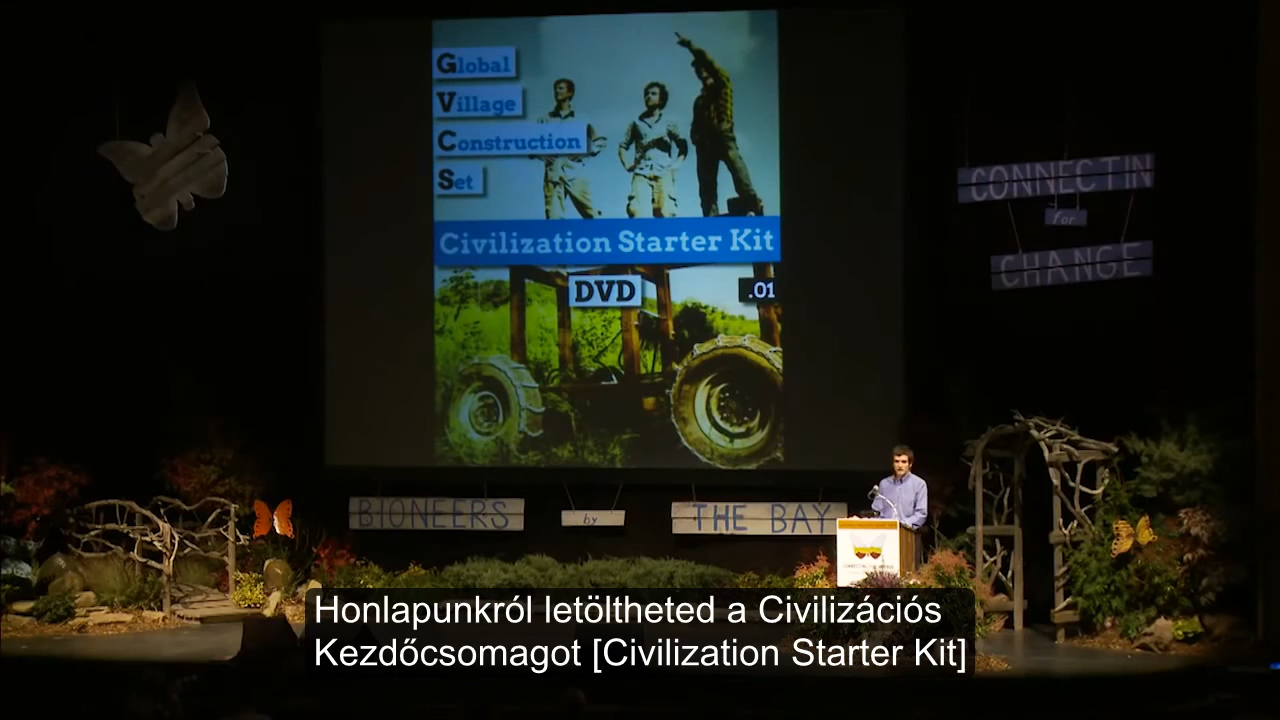 Global
Village
Construction
Set
Civilization Starter Kit
DVD
.01
CONNECTIN
for
CHANGE
BIONEERS
by
THE BAY
Honlapunkról letöltheted a Civilizációs
Kezdőcsomagot [Civilization Starter Kit]